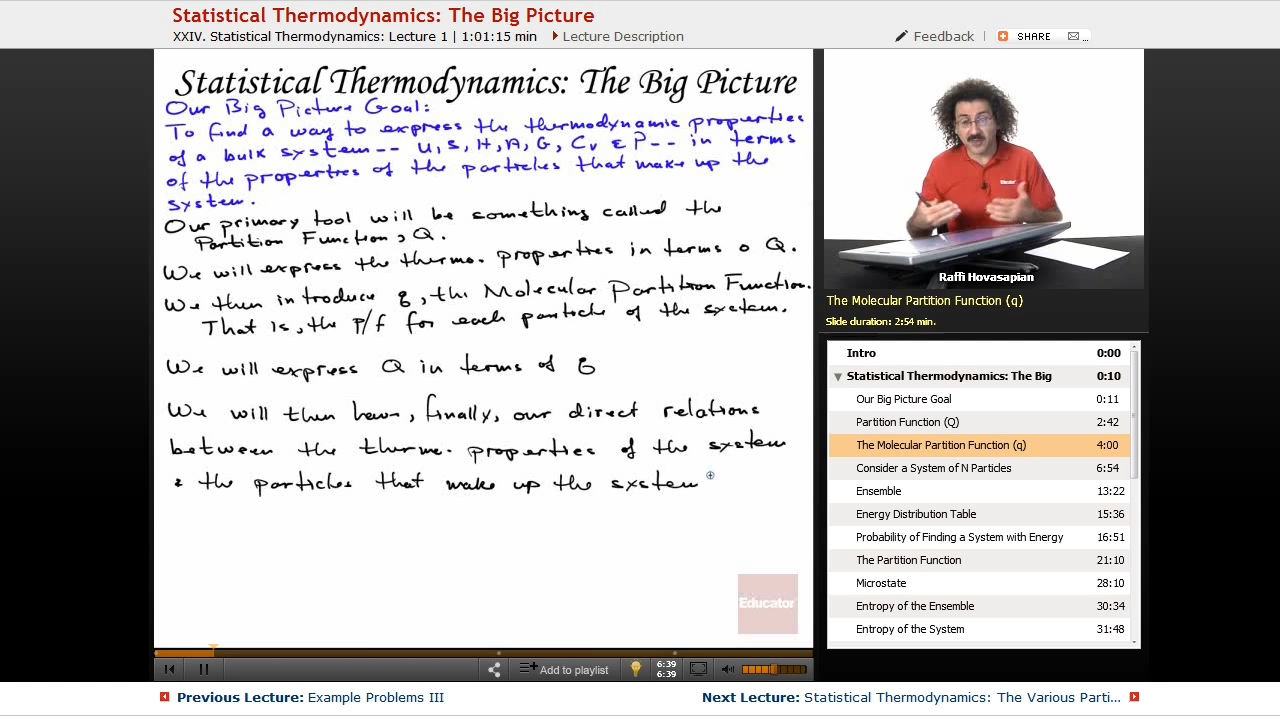 Statistical Thermodynamics: The Big Picture
XXIV. Statistical Thermodynamics: Lecture 1 | 1:01:15 min
Lecture Description
Feedback
SHARE
Statistical Thermodynamics: The Big Picture
Our Big Picture Goal:
To find a way to express the thermodynamic properties
of a bulk system -- U, S, H, A, G, Cv & P -- in terms
of the properties of the particles that make up the
system.
Our primary tool will be something called the
Partition Function, Q.
We will express the thermo. properties in terms o Q.
We then introduce q, the Molecular Partition Function.
That is, the p/f for each particle of the system.
We will express Q in terms of q
We will then have, finally, our direct relations
between the thermo. properties of the system
& the particles that make up the system
Educator
Add to playlist
6:39
6:39
Educator
Raffi Hovasapian
The Molecular Partition Function (q)
Slide duration: 2:54 min.
Intro 0:00
Statistical Thermodynamics: The Big 0:10
Our Big Picture Goal 0:11
Partition Function (Q) 2:42
The Molecular Partition Function (q) 4:00
Consider a System of N Particles 6:54
Ensemble 13:22
Energy Distribution Table 15:36
Probability of Finding a System with Energy 16:51
The Partition Function 21:10
Microstate 28:10
Entropy of the Ensemble 30:34
Entropy of the System 31:48
Previous Lecture: Example Problems III
Next Lecture: Statistical Thermodynamics: The Various Parti...